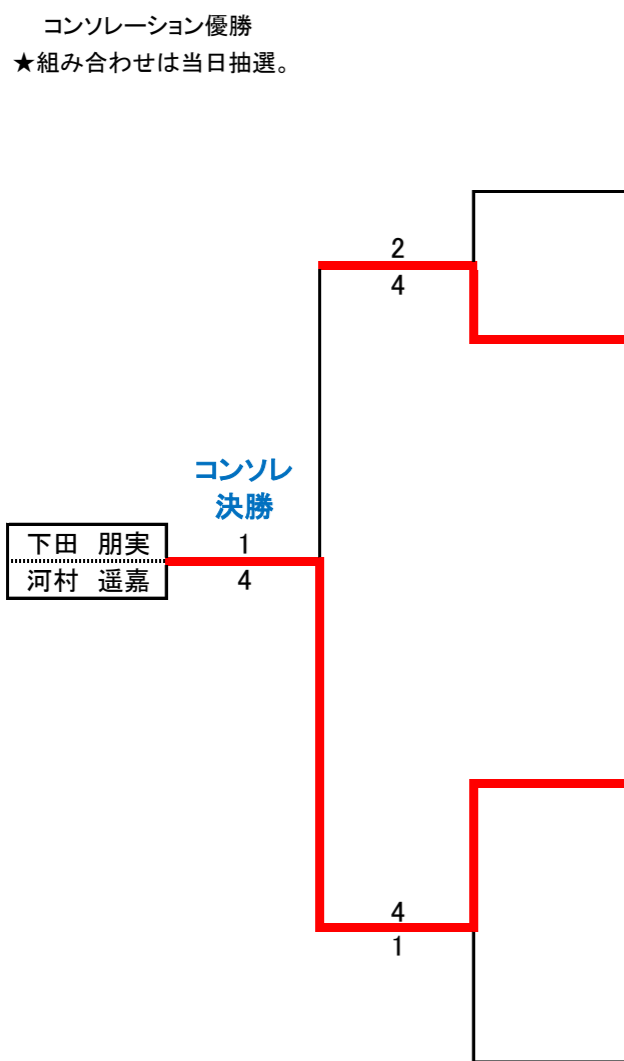 コンソレーション優勝
★組み合わせは当日抽選。
2
4
コンソレ
決勝
下田　朋実
1
河村　遥嘉
4
4
1